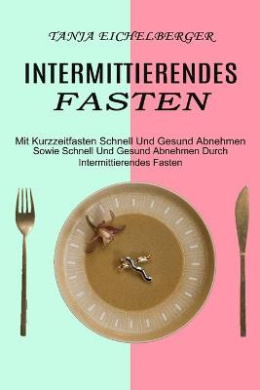 TANJA EICHELBERGER
INTERMITTIERENDES
FASTEN
Mit Kurzzeitfasten Schnell Und Gesund Abnehmen
Sowie Schnell Und Gesund Abnehmen Durch
Intermittierendes Fasten